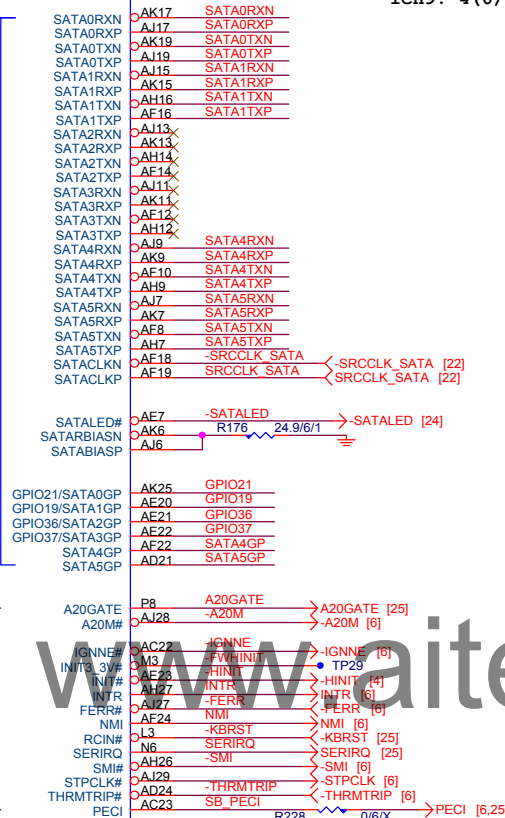 SATA0RXN AK17 SATA0RXN
SATA0RXP AJ17 SATA0RXP
SATA0TXN AK19 SATA0TXN
SATA0TXP AJ19 SATA0TXP
SATA1RXN AJ15 SATA1RXN
SATA1RXP AK15 SATA1RXP
SATA1TXN AH16 SATA1TXN
SATA1TXP AF16 SATA1TXP
SATA2RXN AJ13
SATA2RXP AK13
SATA2TXN AH14
SATA2TXP AF14
SATA3RXN AJ11
SATA3RXP AK11
SATA3TXN AF12
SATA3TXP AH12
SATA4RXN AJ9 SATA4RXN
SATA4RXP AK9 SATA4RXP
SATA4TXN AF10 SATA4TXN
SATA4TXP AH9 SATA4TXP
SATA5RXN AJ7 SATA5RXN
SATA5RXP AK7 SATA5RXP
SATA5TXN AF8 SATA5TXN
SATA5TXP AH7 SATA5TXP
SATACLKN AF18 -SRCCLK_SATA -SRCCLK_SATA [22]
SATACLKP AF19 SRCCLK_SATA SRCCLK_SATA [22]
SATALED# AE7 -SATALED -SATALED [24]
SATARBIASN AK6 R176 24.9/6/1
SATABIASP AJ6
GPIO21/SATA0GP AK25 GPIO21
GPIO19/SATA1GP AE20 GPIO19
GPIO36/SATA2GP AE21 GPIO36
GPIO37/SATA3GP AE22 GPIO37
SATA4GP AF22 SATA4GP
SATA5GP AD21 SATA5GP
A20GATE P8 A20GATE A20GATE [25]
A20M# AJ28 -A20M -A20M [6]
IGNNE# AC22 -IGNNE -IGNNE [6]
INIT3_3V# M3 -FWHINIT TP29
INIT# AE23 -HINIT -HINIT [4]
INTR AH27 INTR INTR [6]
FERR# AJ27 -FERR -FERR [6]
NMI AF24 NMI NMI [6]
RCIN# L3 -KBRST -KBRST [25]
SERIRQ N6 SERIRQ SERIRQ [25]
SMI# AH26 -SMI -SMI [6]
STPCLK# AJ29 -STPCLK [6]
THRMTRIP# AD24 -THRMTRIP -THRMTRIP [6]
PECI AC23 SB_PECI R228 0/6/X PECI [6,25
www.aite